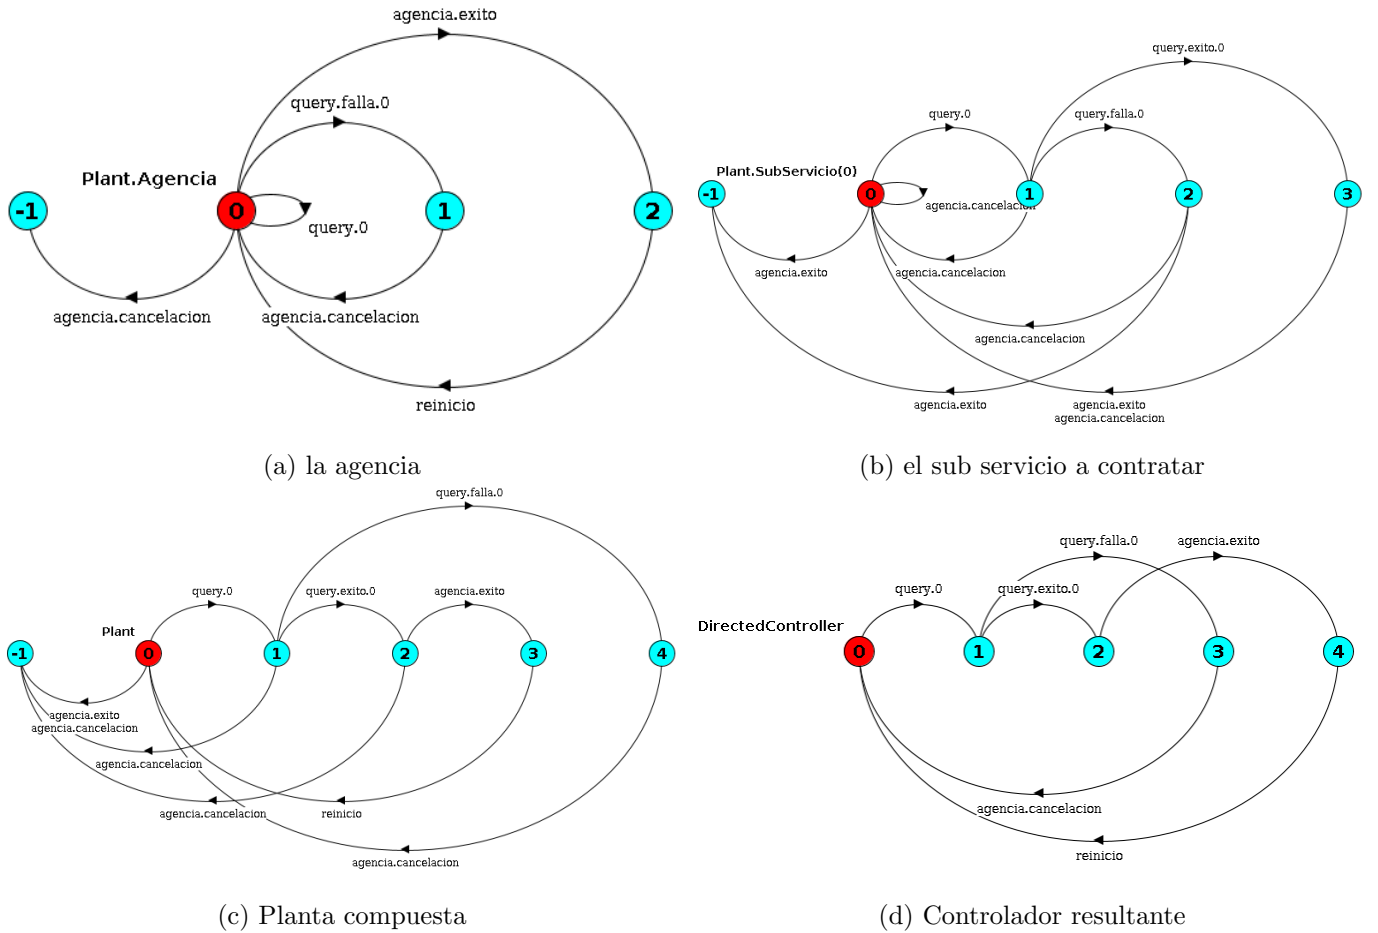 agencia.exito
query.falla.0
Plant.Agencia
-1
0
1
2
query.0
agencia.cancelacion
agencia.cancelacion
reinicio
(a) la agencia
query.exito.0
query.0
query.falla.0
Plant.SubServicio(0)
-1
0
1
2
3
agencia.cancelacion
agencia.exito
agencia.cancelacion
agencia.cancelacion
agencia.exito
agencia.exito
agencia.cancelacion
(b) el sub servicio a contratar
query.falla.0
query.0
query.exito.0
agencia.exito
Plant
-1
0
1
2
3
4
agencia.exito
agencia.cancelacion
agencia.cancelacion
agencia.cancelacion
reinicio
agencia.cancelacion
(c) Planta compuesta
query.falla.0
agencia.exito
query.0
query.exito.0
DirectedController
0
1
2
3
4
agencia.cancelacion
reinicio
(d) Controlador resultante